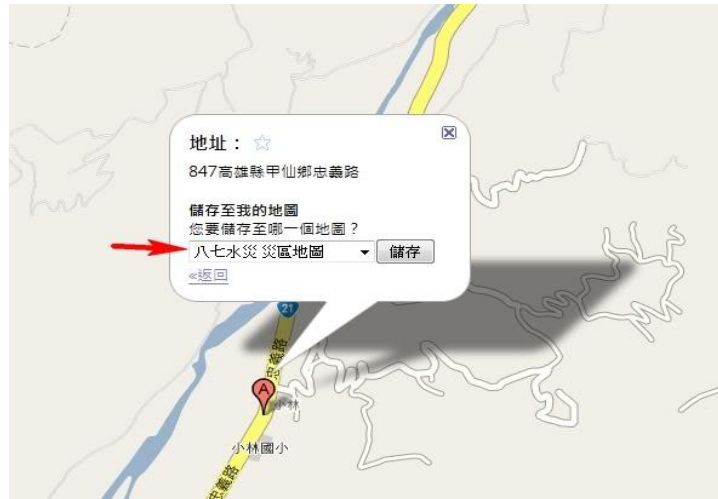 地址：
847高雄縣甲仙鄉忠義路
儲存至我的地圖
您要儲存至哪一個地圖？
八七水災 災區地圖
儲存
«返回
21
忠義路
A
小林
小林國小
忠義路